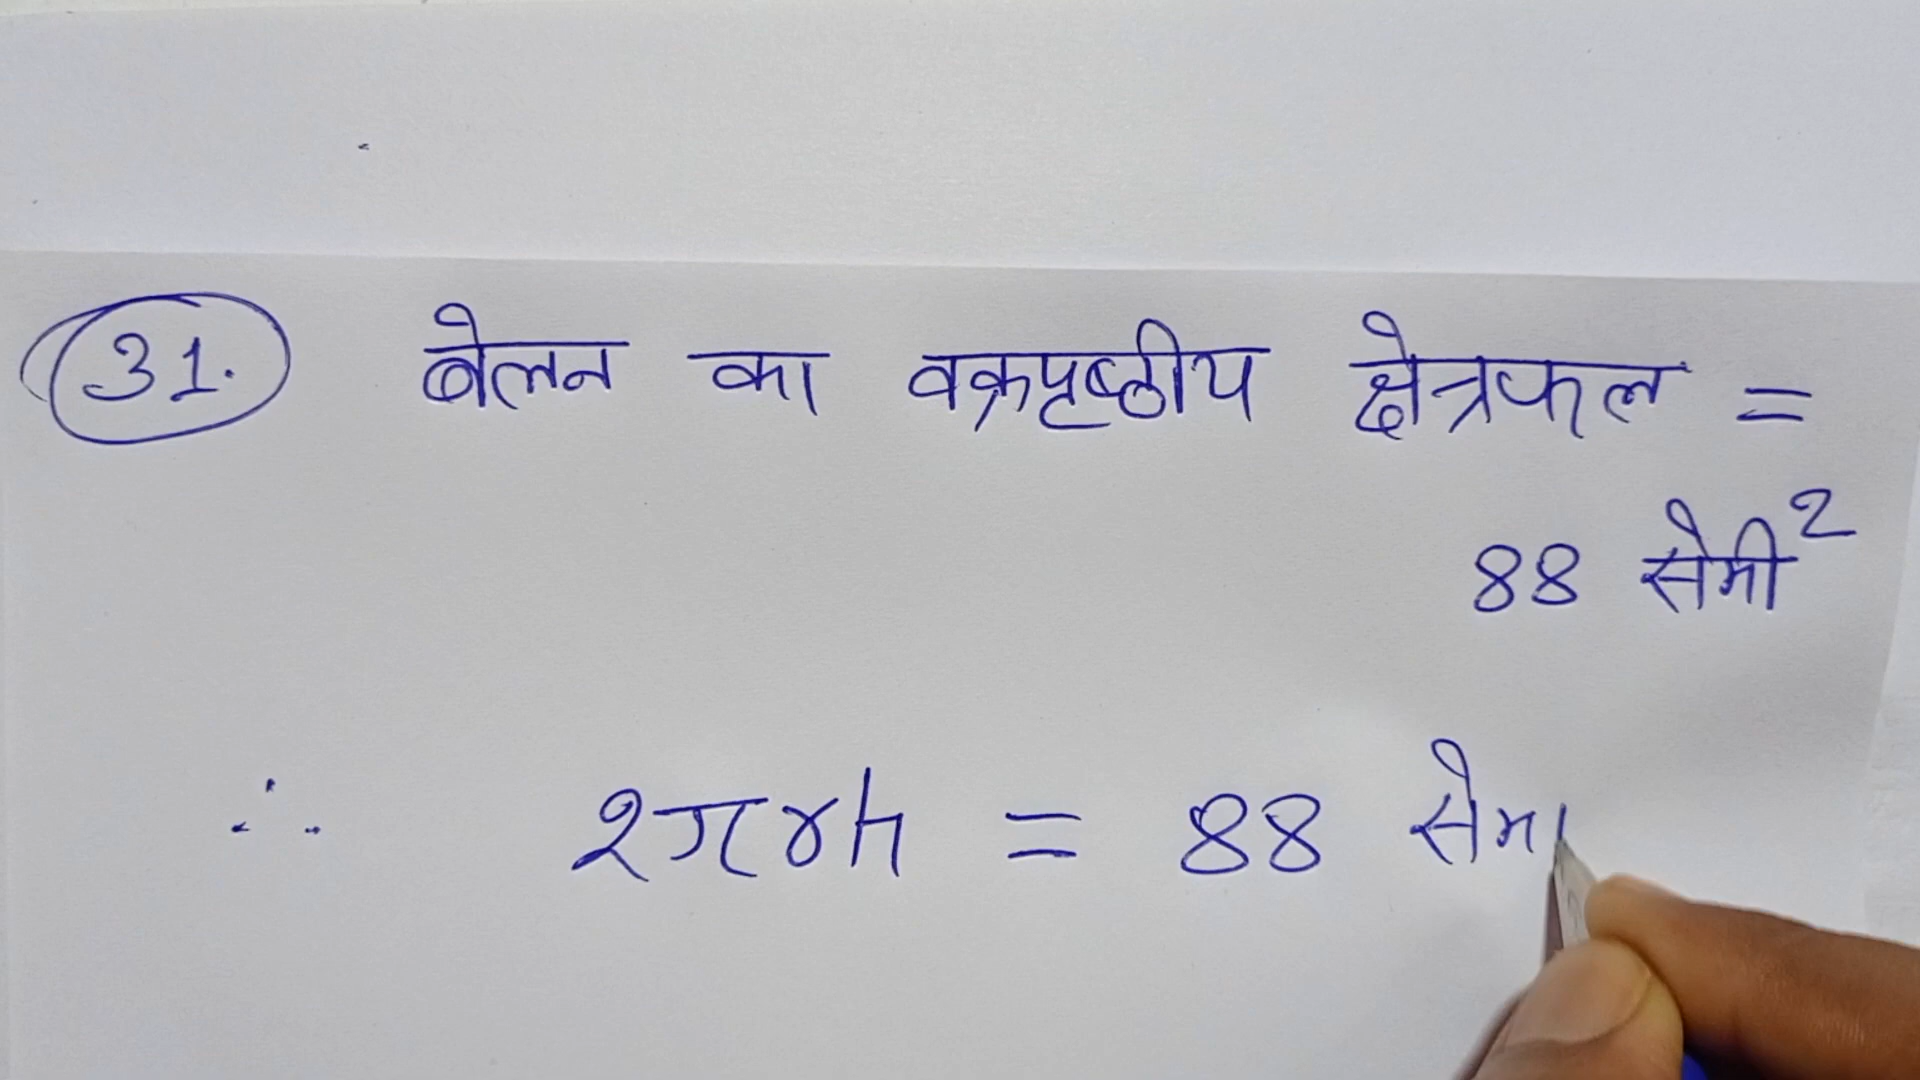 31. बेलन का वक्रपृष्ठीय क्षेत्रफल =
88 सेमी²
∴ 2πrh = 88